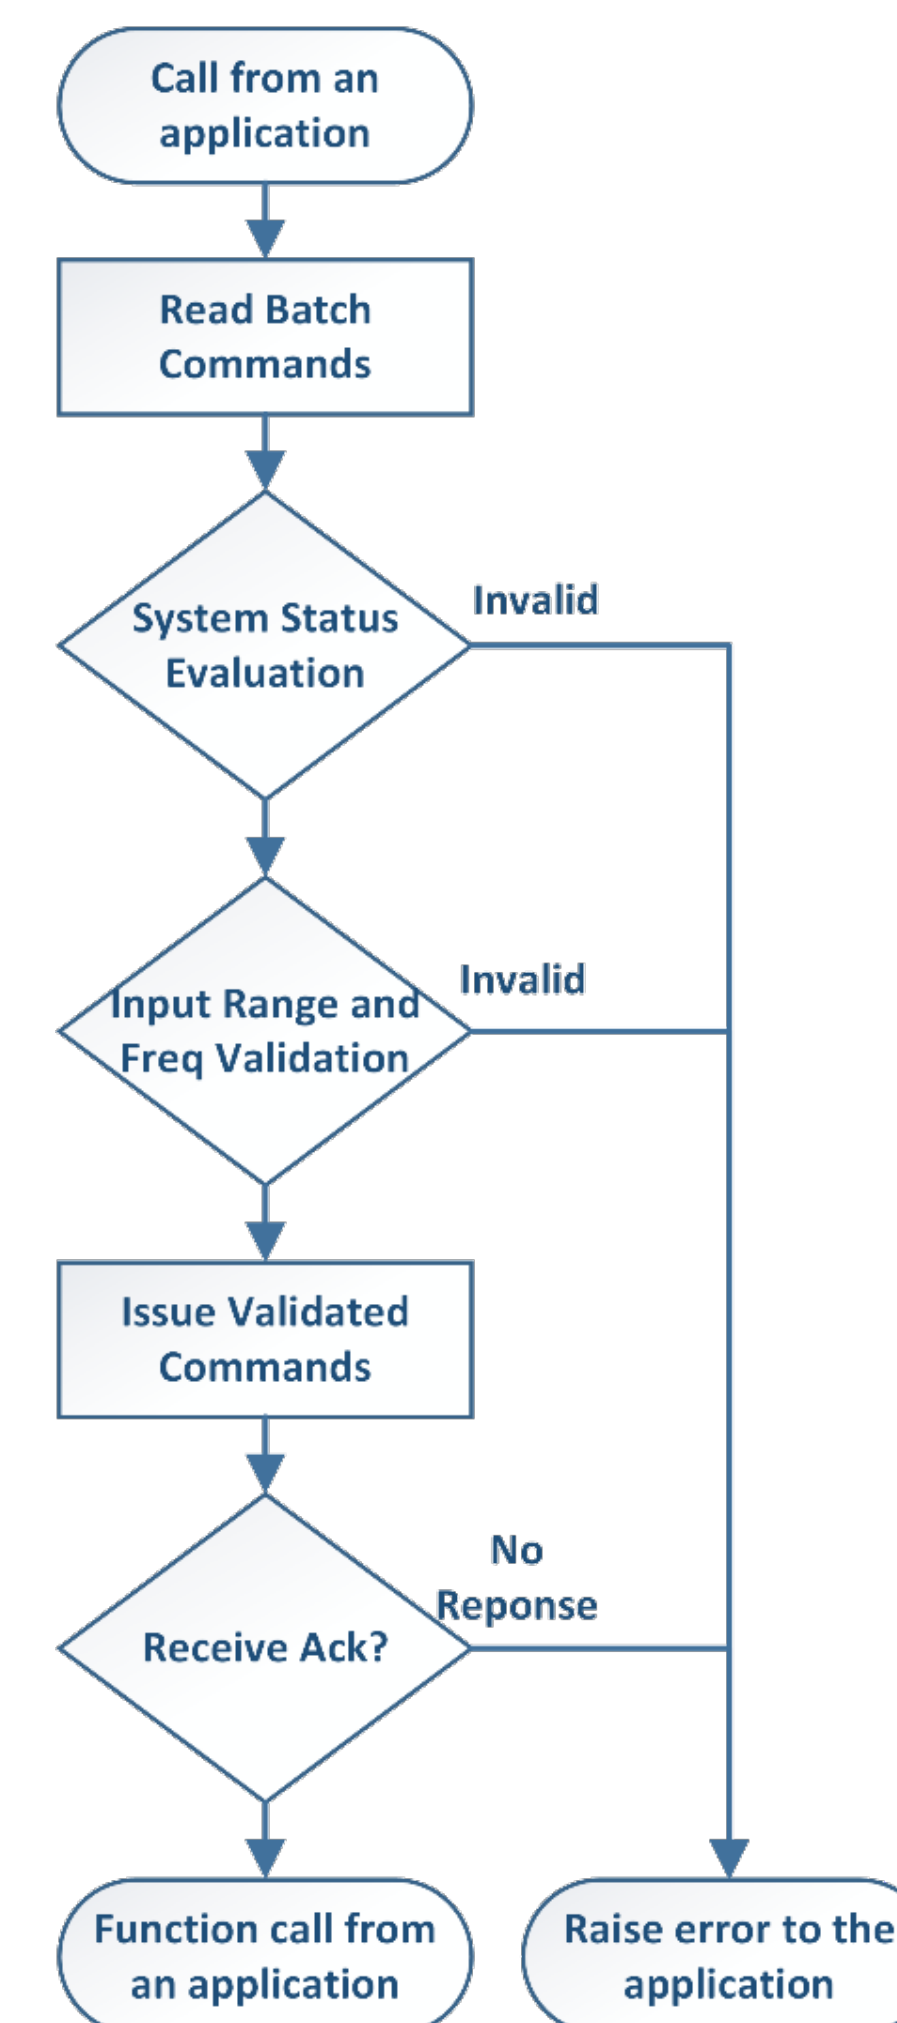 Call from an
application
Read Batch
Commands
System Status
Evaluation
Invalid
Input Range and
Freq Validation
Invalid
Issue Validated
Commands
No
Reponse
Receive Ack?
Function call from
an application
Raise error to the
application